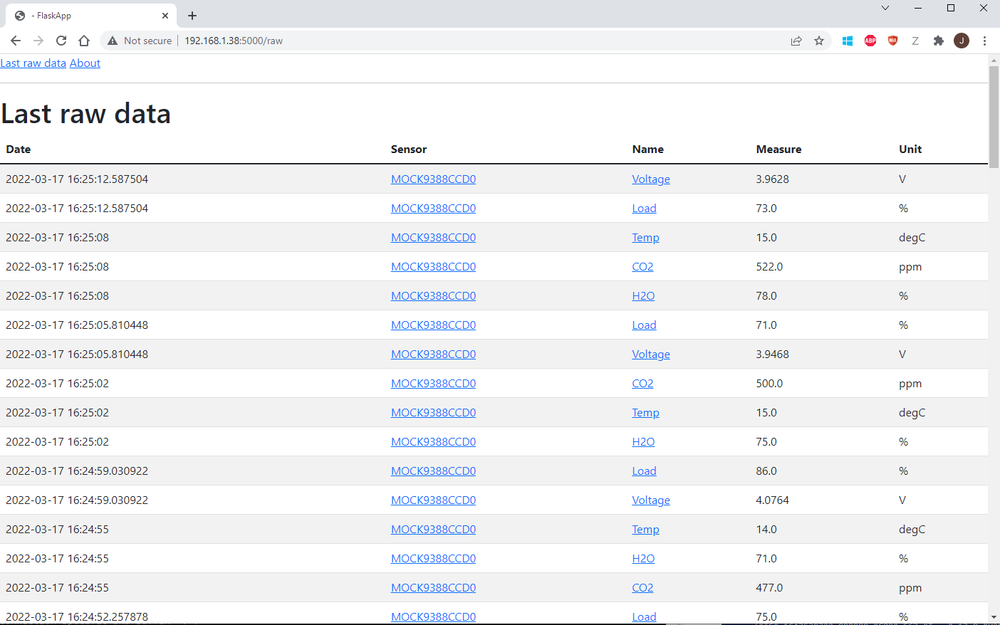 - FlaskApp
Not secure 192.168.1.38:5000/raw ABP WAB Z J
Last raw data About
Last raw data
Date Sensor Name Measure Unit
2022-03-17 16:25:12.587504 MOCK9388CCD0 Voltage 3.9628 V
2022-03-17 16:25:12.587504 MOCK9388CCD0 Load 73.0 %
2022-03-17 16:25:08 MOCK9388CCD0 Temp 15.0 degC
2022-03-17 16:25:08 MOCK9388CCD0 CO2 522.0 ppm
2022-03-17 16:25:08 MOCK9388CCD0 H2O 78.0 %
2022-03-17 16:25:05.810448 MOCK9388CCD0 Load 71.0 %
2022-03-17 16:25:05.810448 MOCK9388CCD0 Voltage 3.9468 V
2022-03-17 16:25:02 MOCK9388CCD0 CO2 500.0 ppm
2022-03-17 16:25:02 MOCK9388CCD0 Temp 15.0 degC
2022-03-17 16:25:02 MOCK9388CCD0 H2O 75.0 %
2022-03-17 16:24:59.030922 MOCK9388CCD0 Load 86.0 %
2022-03-17 16:24:59.030922 MOCK9388CCD0 Voltage 4.0764 V
2022-03-17 16:24:55 MOCK9388CCD0 Temp 14.0 degC
2022-03-17 16:24:55 MOCK9388CCD0 H2O 71.0 %
2022-03-17 16:24:55 MOCK9388CCD0 CO2 477.0 ppm
2022-03-17 16:24:52.257878 MOCK9388CCD0 Load 75.0 %